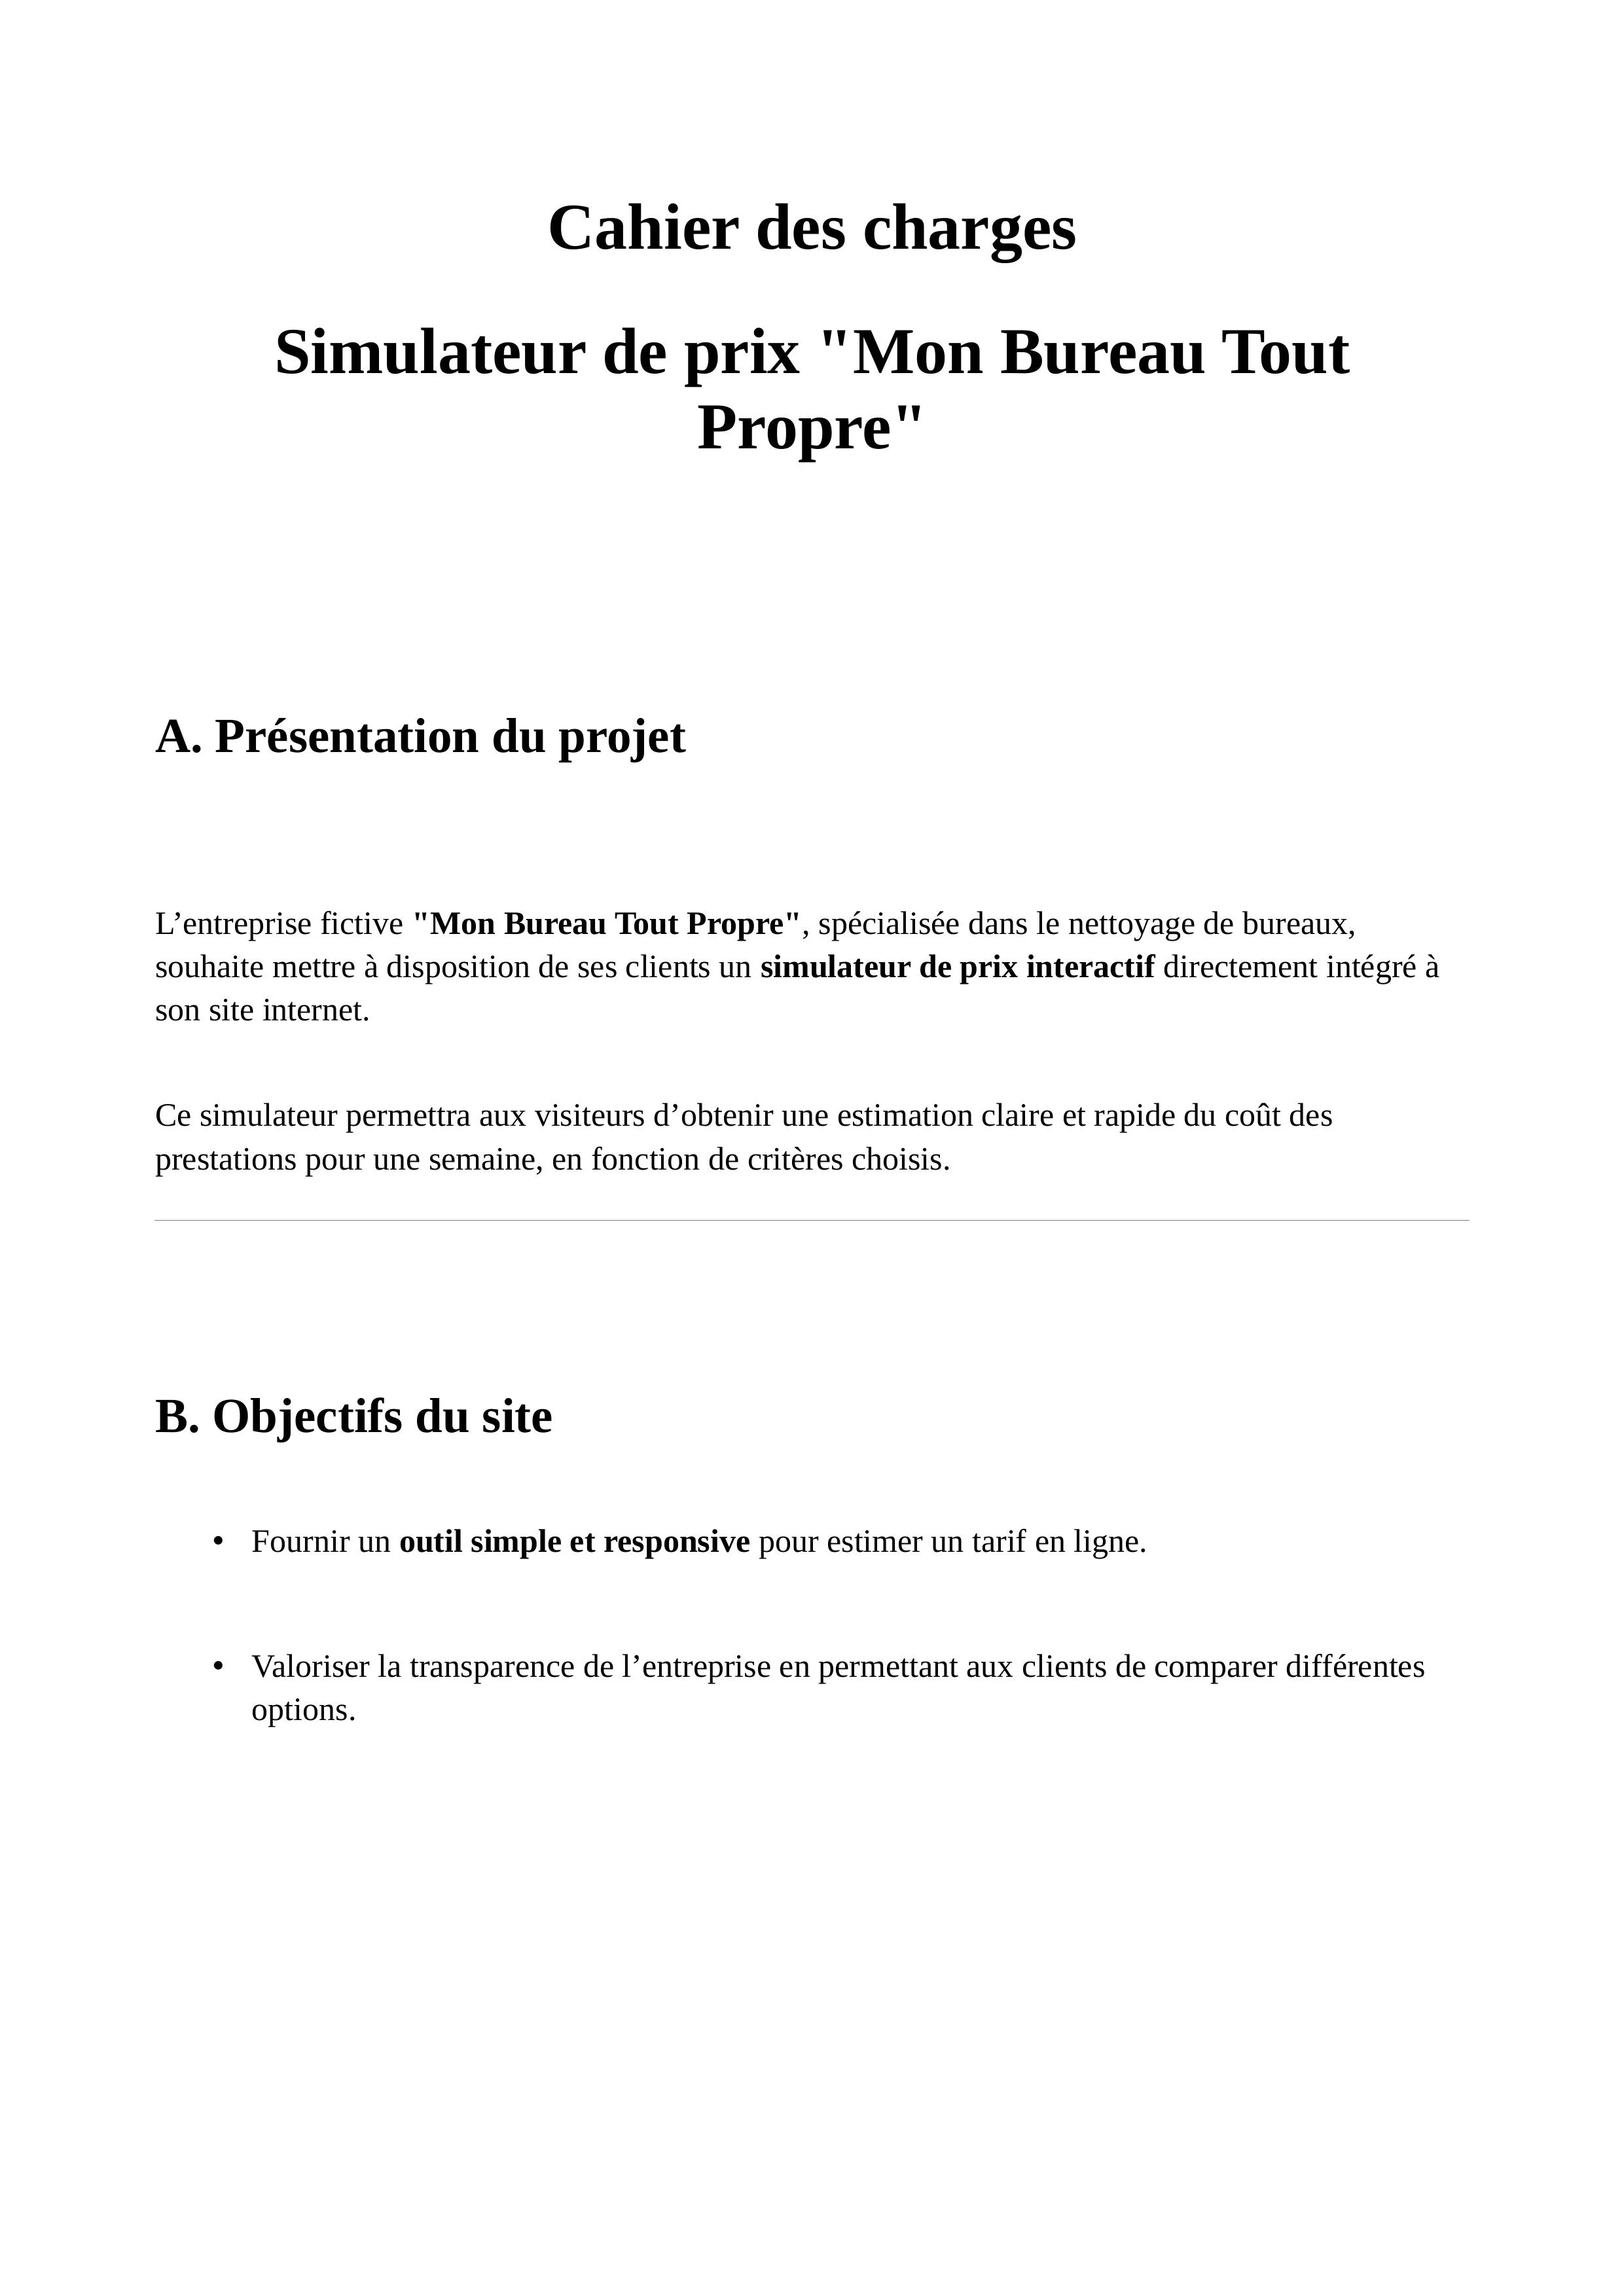 Cahier des charges
Simulateur de prix "Mon Bureau Tout
Propre"
A. Présentation du projet
L’entreprise fictive "Mon Bureau Tout Propre", spécialisée dans le nettoyage de bureaux,
souhaite mettre à disposition de ses clients un simulateur de prix interactif directement intégré à
son site internet.
Ce simulateur permettra aux visiteurs d’obtenir une estimation claire et rapide du coût des
prestations pour une semaine, en fonction de critères choisis.
B. Objectifs du site
• Fournir un outil simple et responsive pour estimer un tarif en ligne.
• Valoriser la transparence de l’entreprise en permettant aux clients de comparer différentes
options.